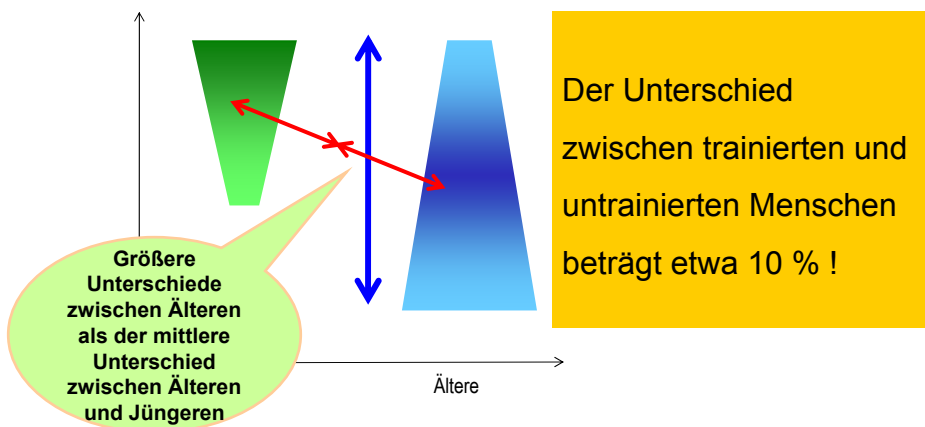 Der Unterschied
zwischen trainierten und
untrainierten Menschen
beträgt etwa 10 % !
Größere
Unterschiede
zwischen Älteren
als der mittlere
Unterschied
zwischen Älteren
und Jüngeren
Ältere